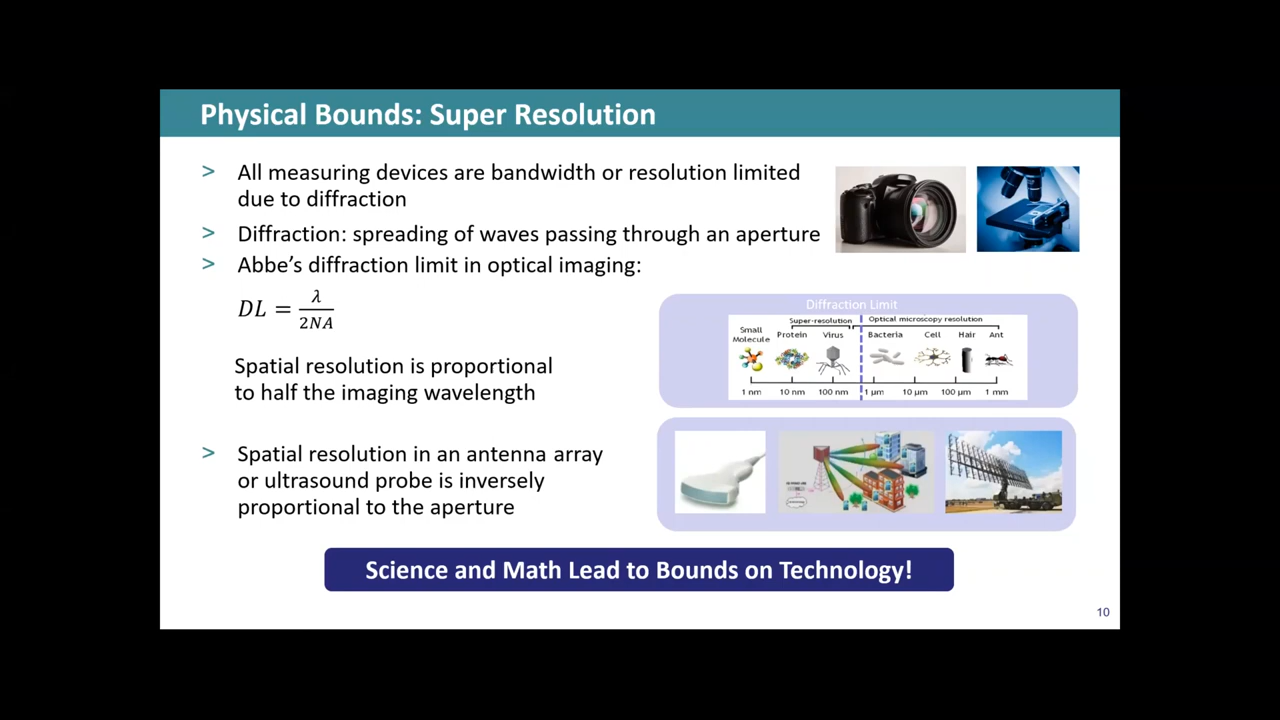 Physical Bounds: Super Resolution
> All measuring devices are bandwidth or resolution limited
due to diffraction
> Diffraction: spreading of waves passing through an aperture
> Abbe’s diffraction limit in optical imaging:
DL = λ / 2NA
Spatial resolution is proportional
to half the imaging wavelength
> Spatial resolution in an antenna array
or ultrasound probe is inversely
proportional to the aperture
Diffraction Limit
Super-resolution Optical microscopy resolution
Small Molecule Protein Virus Bacteria Cell Hair Ant
1 nm 10 nm 100 nm 1 μm 10 μm 100 μm 1 mm
Science and Math Lead to Bounds on Technology!
10